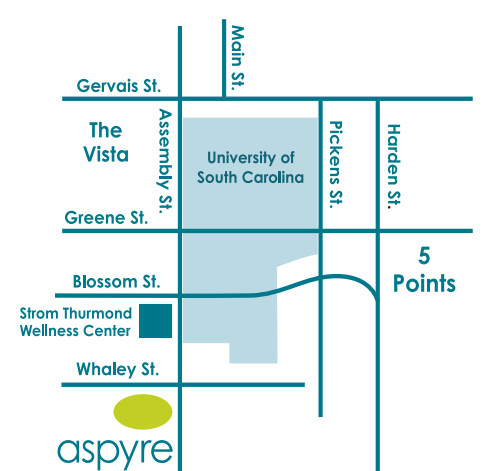 Main St.
Gervais St.
The
Vista
Assembly St.
University of
South Carolina
Pickens St.
Harden St.
Greene St.
5
Points
Blossom St.
Strom Thurmond
Wellness Center
Whaley St.
aspyre